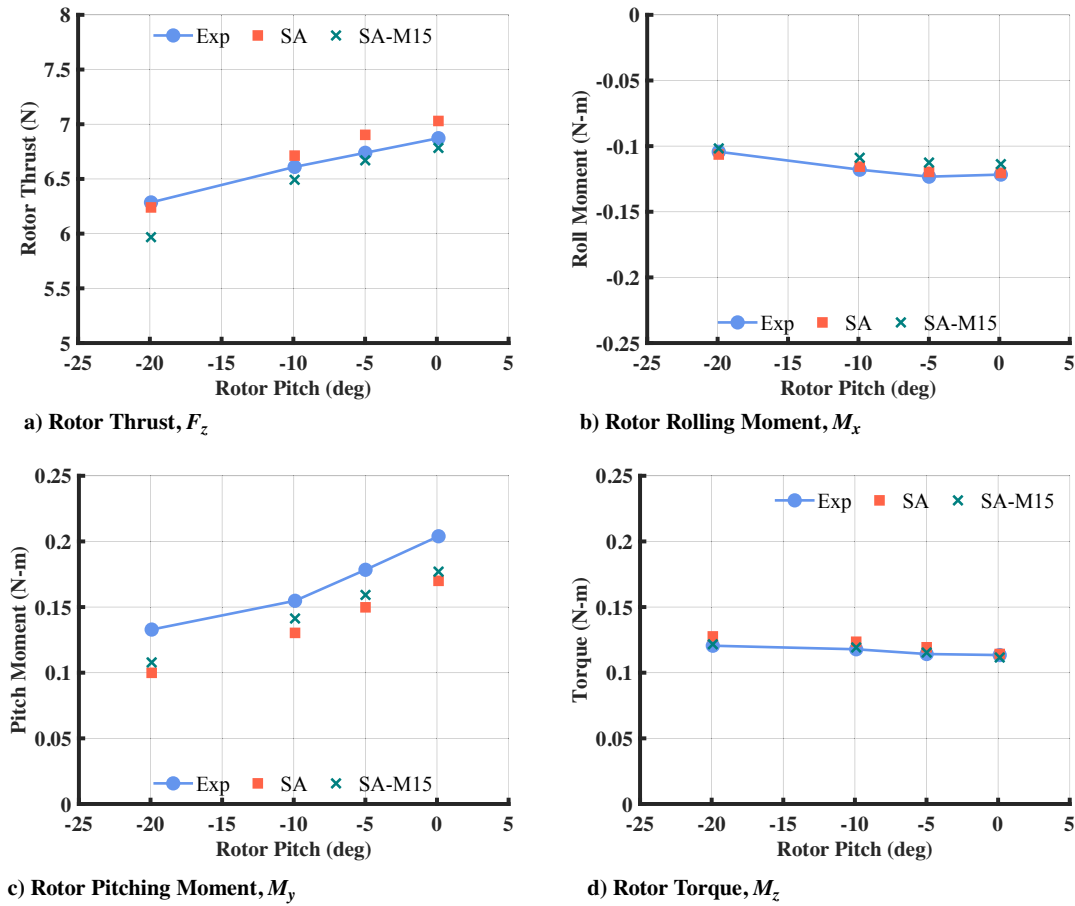 8
7.5
7
6.5
6
5.5
5
Rotor Thrust (N)
Exp SA SA-M15
-25 -20 -15 -10 -5 0 5
Rotor Pitch (deg)
a) Rotor Thrust, F_z
0
-0.05
-0.1
-0.15
-0.2
-0.25
Roll Moment (N-m)
Exp SA SA-M15
-25 -20 -15 -10 -5 0 5
Rotor Pitch (deg)
b) Rotor Rolling Moment, M_x
0.25
0.2
0.15
0.1
0.05
0
Pitch Moment (N-m)
Exp SA SA-M15
-25 -20 -15 -10 -5 0 5
Rotor Pitch (deg)
c) Rotor Pitching Moment, M_y
0.25
0.2
0.15
0.1
0.05
0
Torque (N-m)
Exp SA SA-M15
-25 -20 -15 -10 -5 0 5
Rotor Pitch (deg)
d) Rotor Torque, M_z